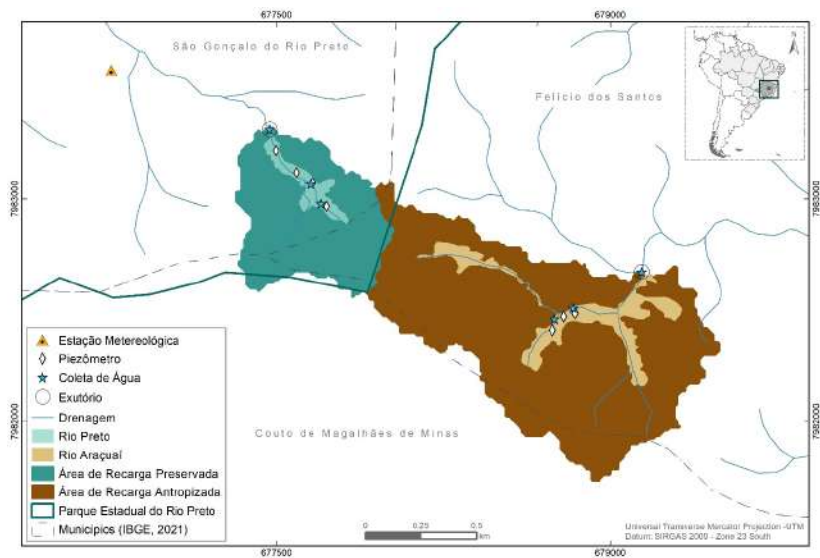 677500
679000
São Gonçalo do Rio Preto
Felício dos Santos
N
7983000
7983000
Estação Metereológica
Piezômetro
Coleta de Água
Exutório
Drenagem
Rio Preto
Rio Araçuaí
Área de Recarga Preservada
Área de Recarga Antropizada
Parque Estadual do Rio Preto
Municípios (IBGE, 2021)
Couto de Magalhães de Minas
7982000
7982000
0 0.25 0.5
km
Universal Transverse Mercator Projection -UTM
Datum: SIRGAS 2000 - Zone 23 South
677500
679000